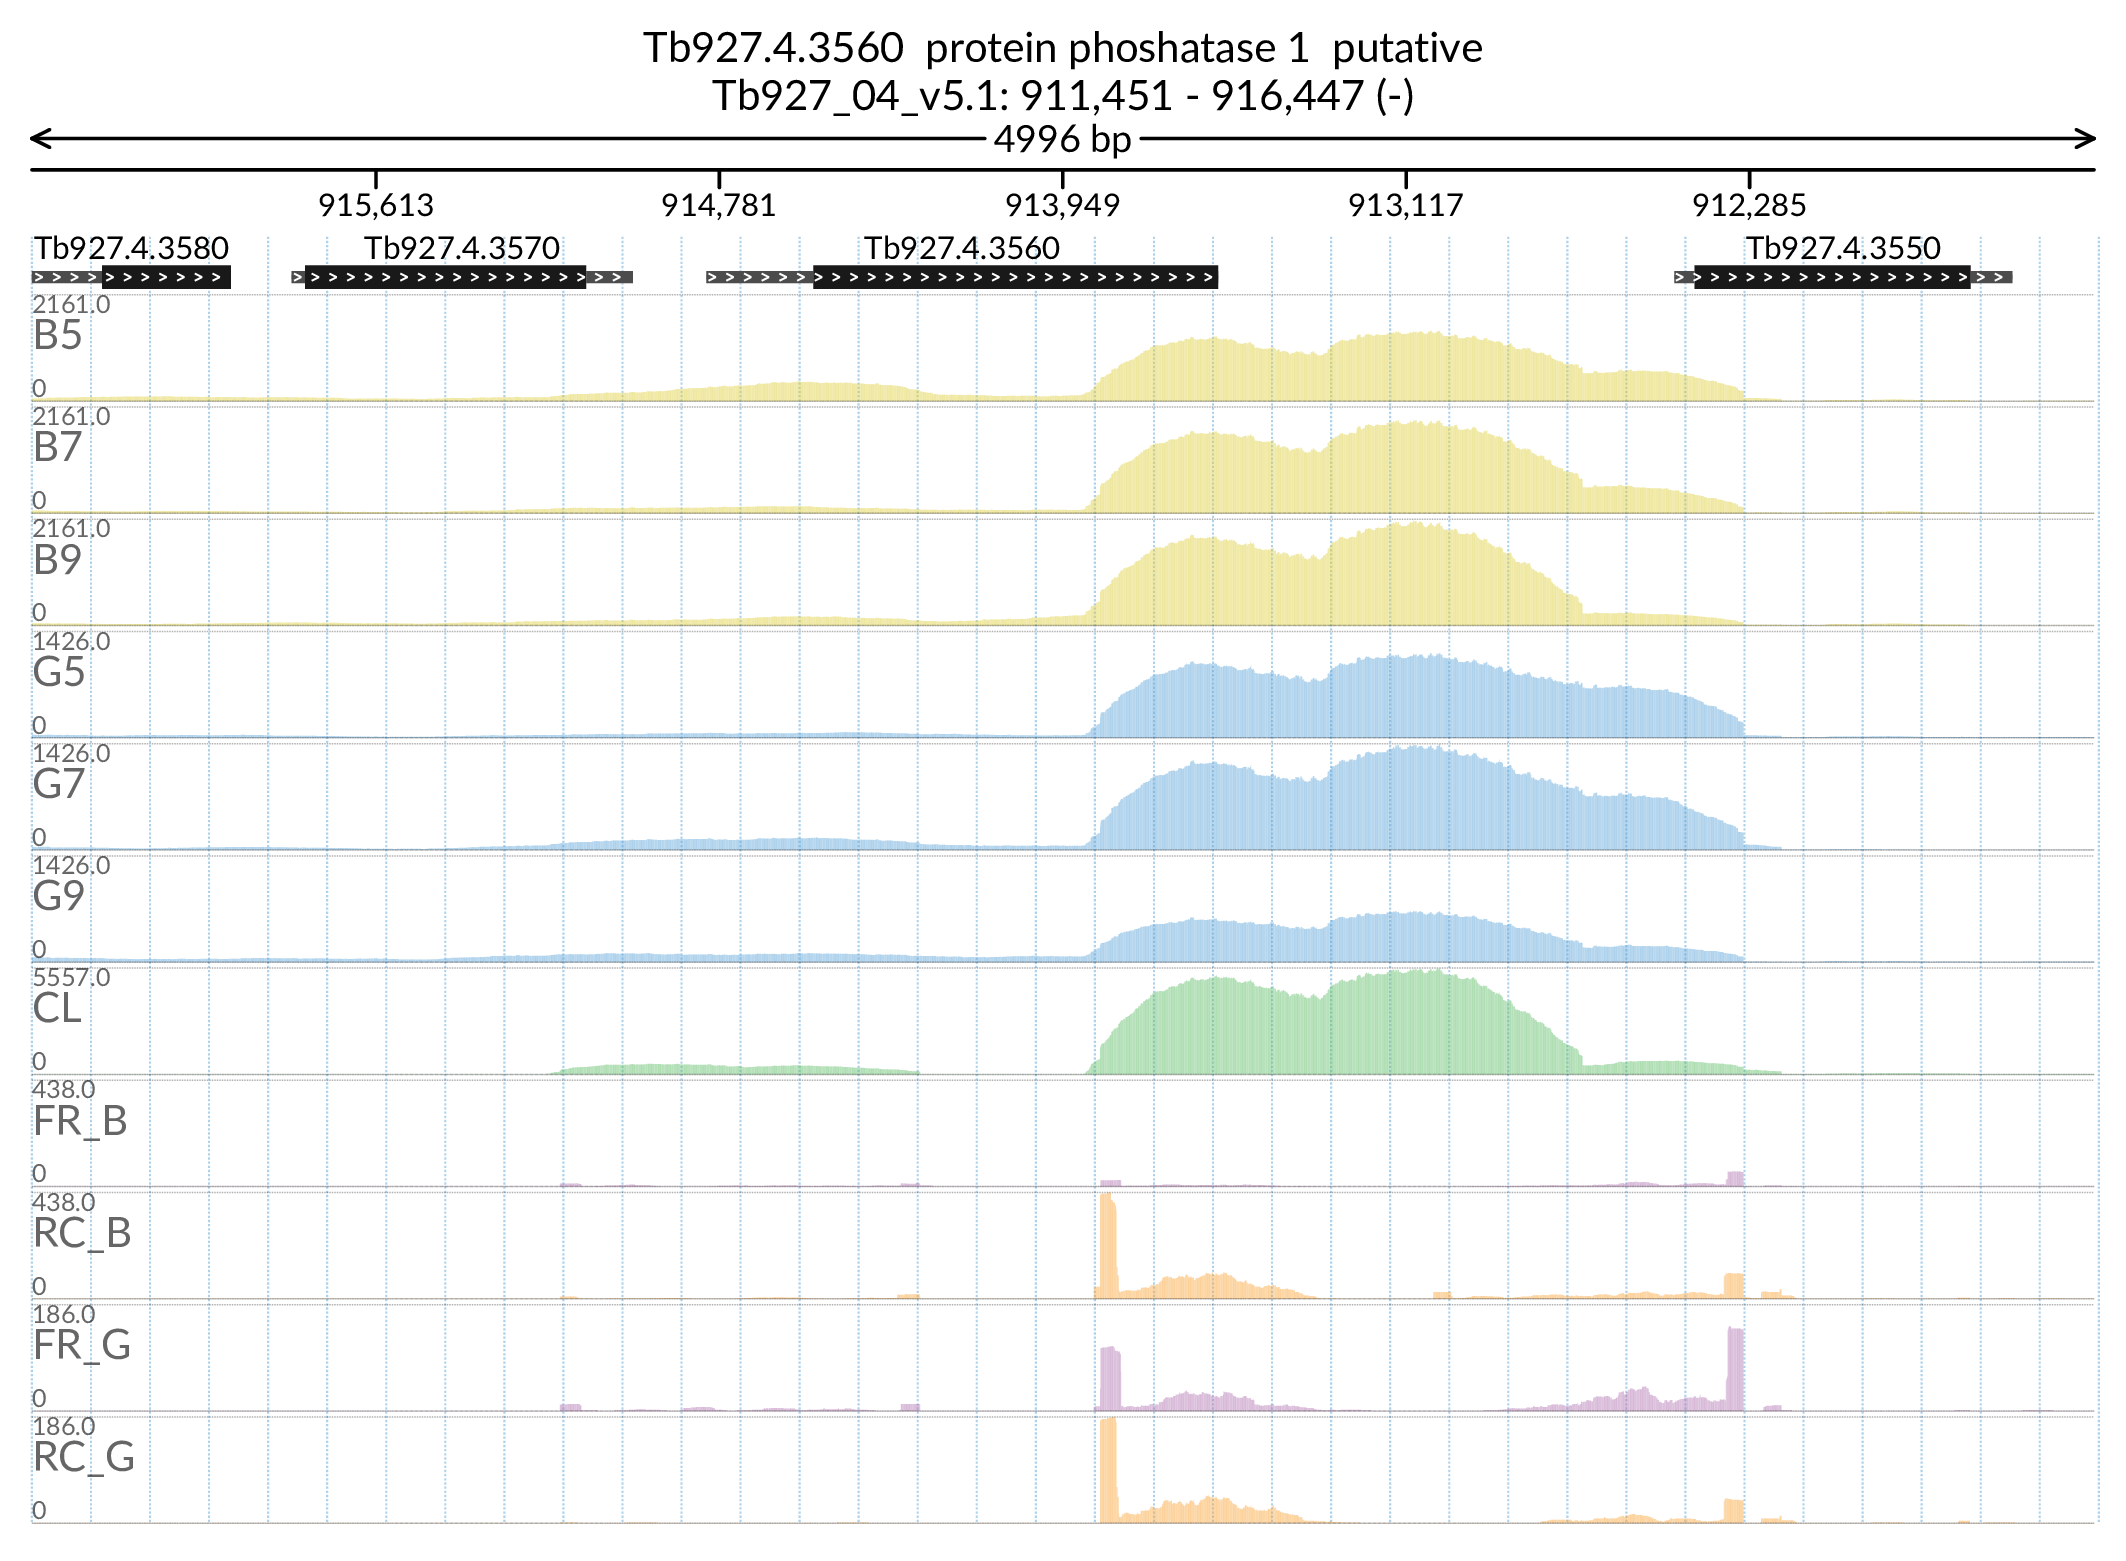 Tb927.4.3560 protein phoshatase 1 putative
Tb927_04_v5.1: 911,451 - 916,447 (-)
4996 bp
915,613 914,781 913,949 913,117 912,285
Tb927.4.3580 Tb927.4.3570 Tb927.4.3560 Tb927.4.3550
2161.0
B5
0
2161.0
B7
0
2161.0
B9
0
1426.0
G5
0
1426.0
G7
0
1426.0
G9
0
5557.0
CL
0
438.0
FR_B
0
438.0
RC_B
0
186.0
FR_G
0
186.0
RC_G
0